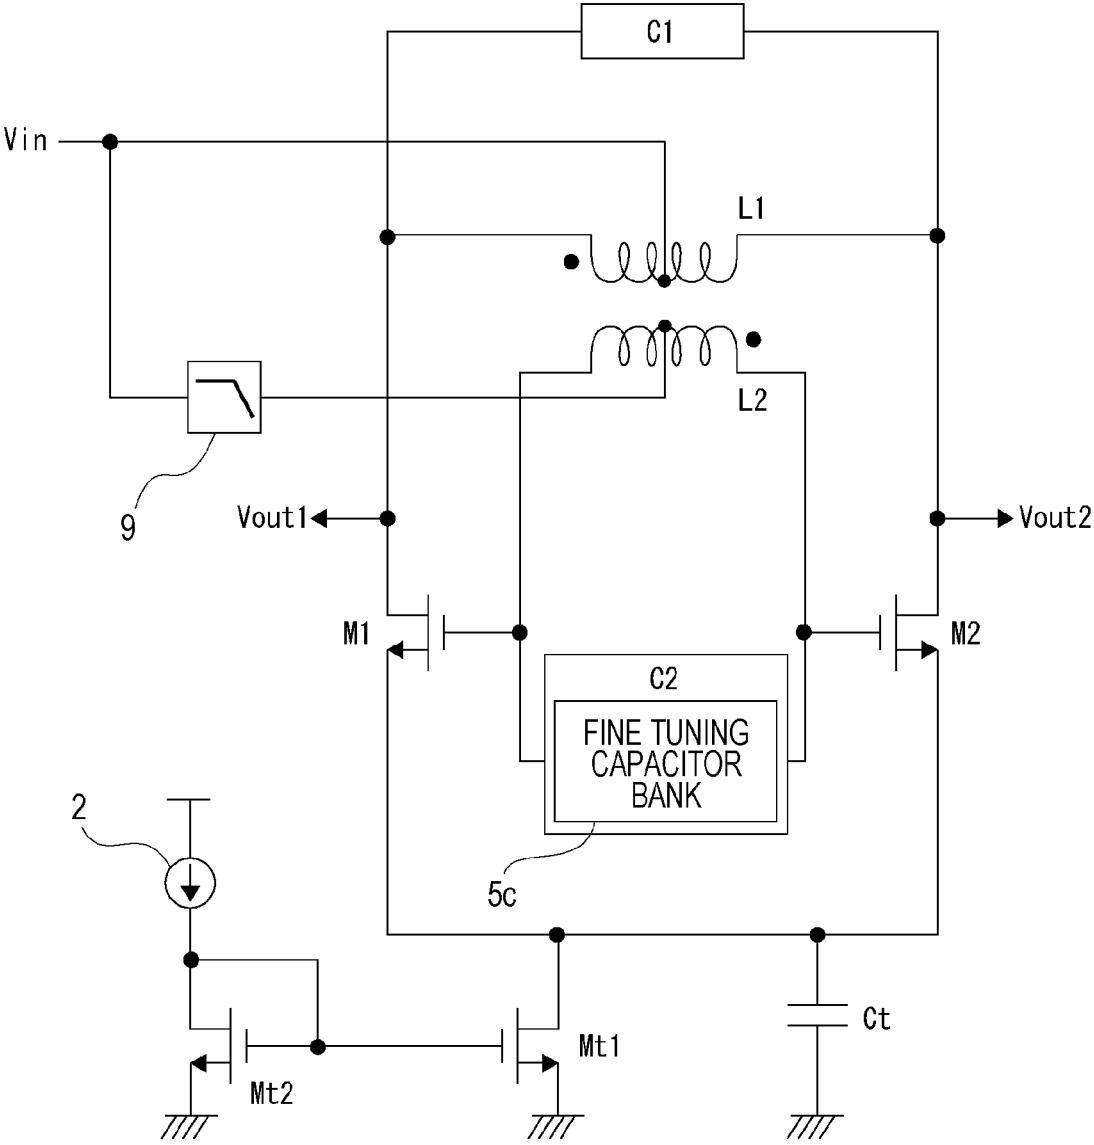 C1
Vin
L1
L2
9
Vout1
Vout2
M1
M2
C2
FINE TUNING
CAPACITOR
BANK
2
5c
Ct
Mt1
Mt2